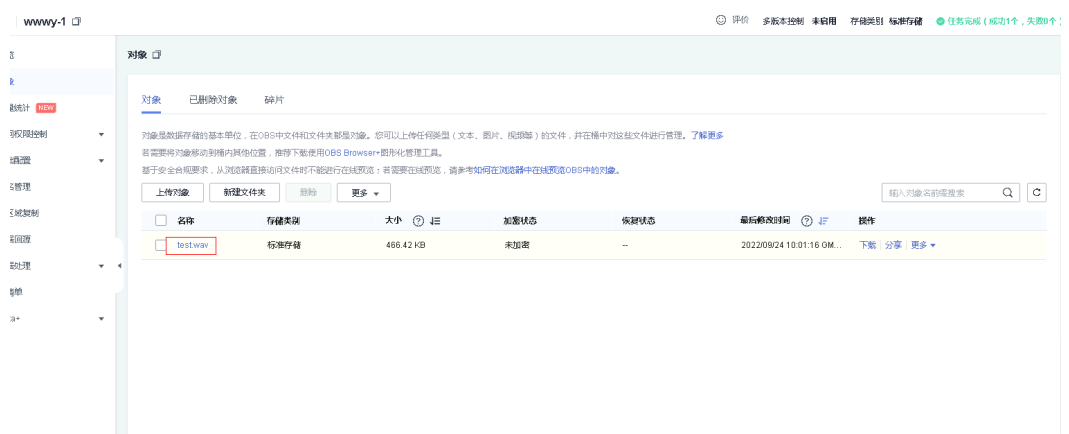 wwwy-1
评价 多版本控制 未启用 存储类别 标准存储 任务完成（成功1个，失败0个）
对象
NEW
权限控制
管理
区域复制
回源
对象 已删除对象 碎片
对象是数据存储的基本单位，在OBS中文件和文件夹都是对象。您可以上传任何类型（文本、图片、视频等）的文件，并在桶中对这些文件进行管理。了解更多
若需要将对象移动到桶内其他位置，推荐下载使用OBS Browser+图形化管理工具。
基于安全合规要求，从浏览器直接访问文件时不能进行在线预览；若需要在线预览，请参考如何在浏览器中在线预览OBS中的对象。
上传对象 新建文件夹 删除 更多 输入对象名前缀搜索
名称 存储类别 大小 加密状态 恢复状态 最后修改时间 操作
test.wav 标准存储 466.42 KB 未加密 -- 2022/09/24 10:01:16 GM... 下载 分享 更多